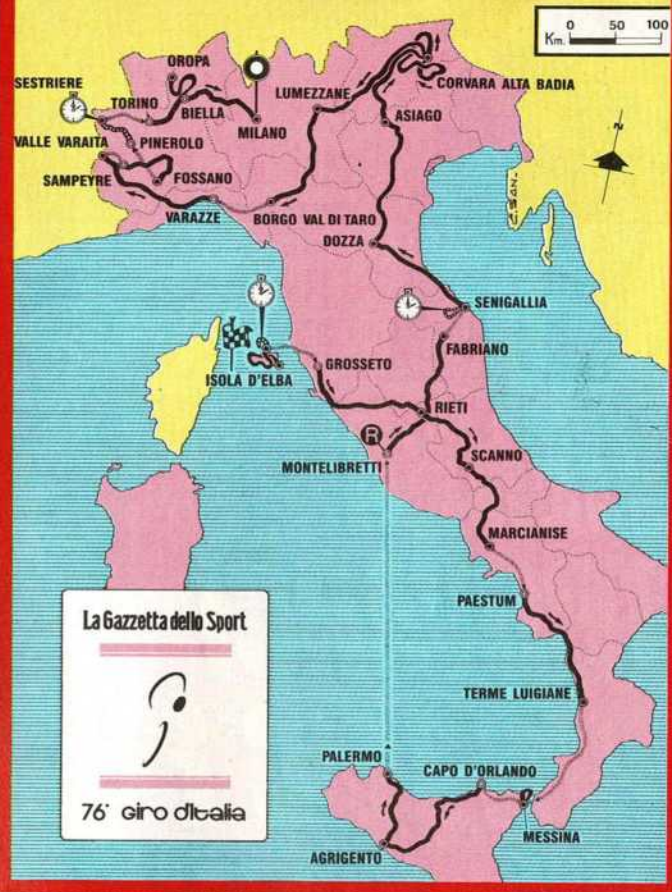 0 50 100
Km.
OROPA
SESTRIERE
LUMEZZANE
CORVARA ALTA BADIA
TORINO
BIELLA
ASIAGO
MILANO
N
VALLE VARAITA
PINEROLO
SAMPEYRE
FOSSANO
C. SAN.
VARAZZE
BORGO VAL DI TARO
DOZZA
SENIGALLIA
FABRIANO
GROSSETO
ISOLA D'ELBA
RIETI
R
MONTELIBRETTI
SCANNO
MARCIANISE
PAESTUM
La Gazzetta dello Sport
TERME LUIGIANE
PALERMO
CAPO D'ORLANDO
76° Giro d'Italia
MESSINA
AGRIGENTO